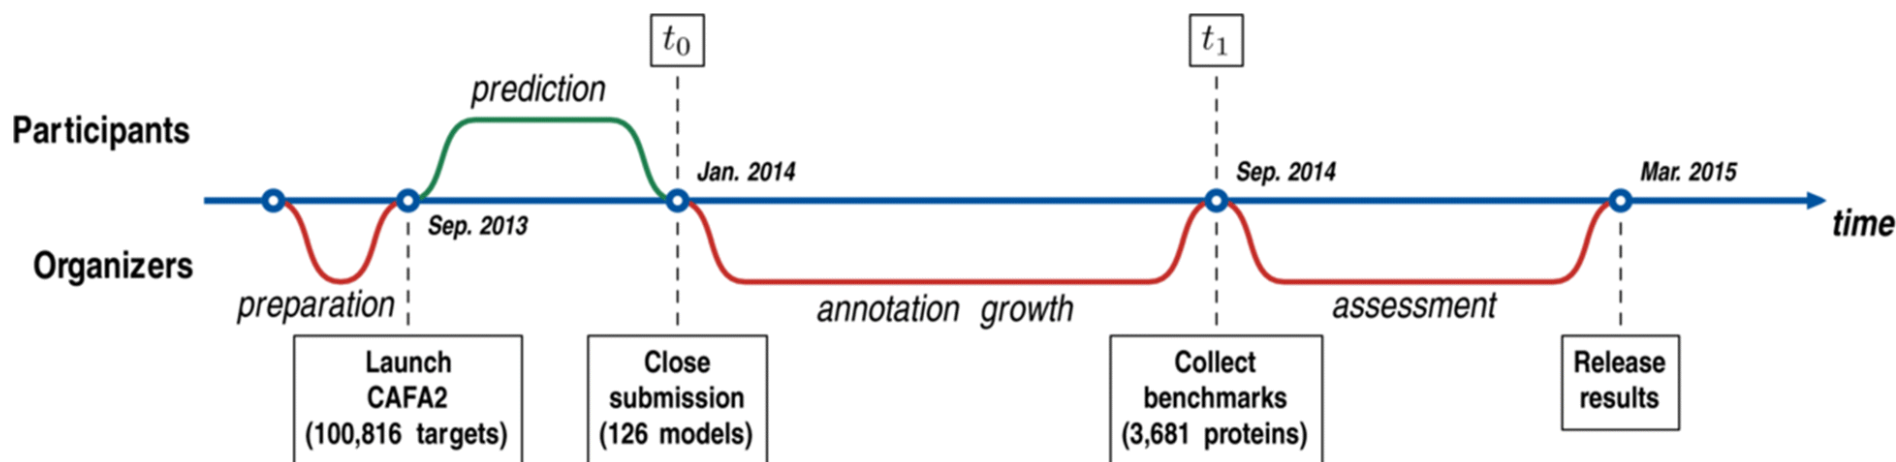 t0
t1
prediction
Participants
Jan. 2014
Sep. 2014
Mar. 2015
Sep. 2013
time
Organizers
preparation
annotation growth
assessment
Launch
CAFA2
(100,816 targets)
Close
submission
(126 models)
Collect
benchmarks
(3,681 proteins)
Release
results